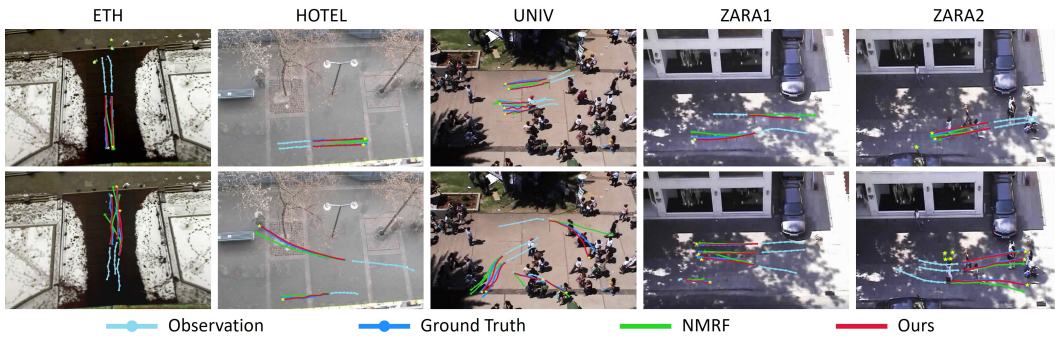 ETH HOTEL UNIV ZARA1 ZARA2
Observation Ground Truth NMRF Ours